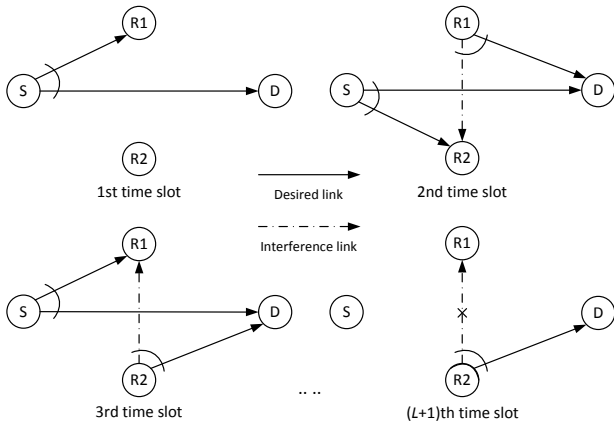 R1 R1
S D S D
R2 R2
1st time slot Desired link 2nd time slot
R1 Interference link R1
S D S D
R2 R2
3rd time slot .. .. (L+1)th time slot